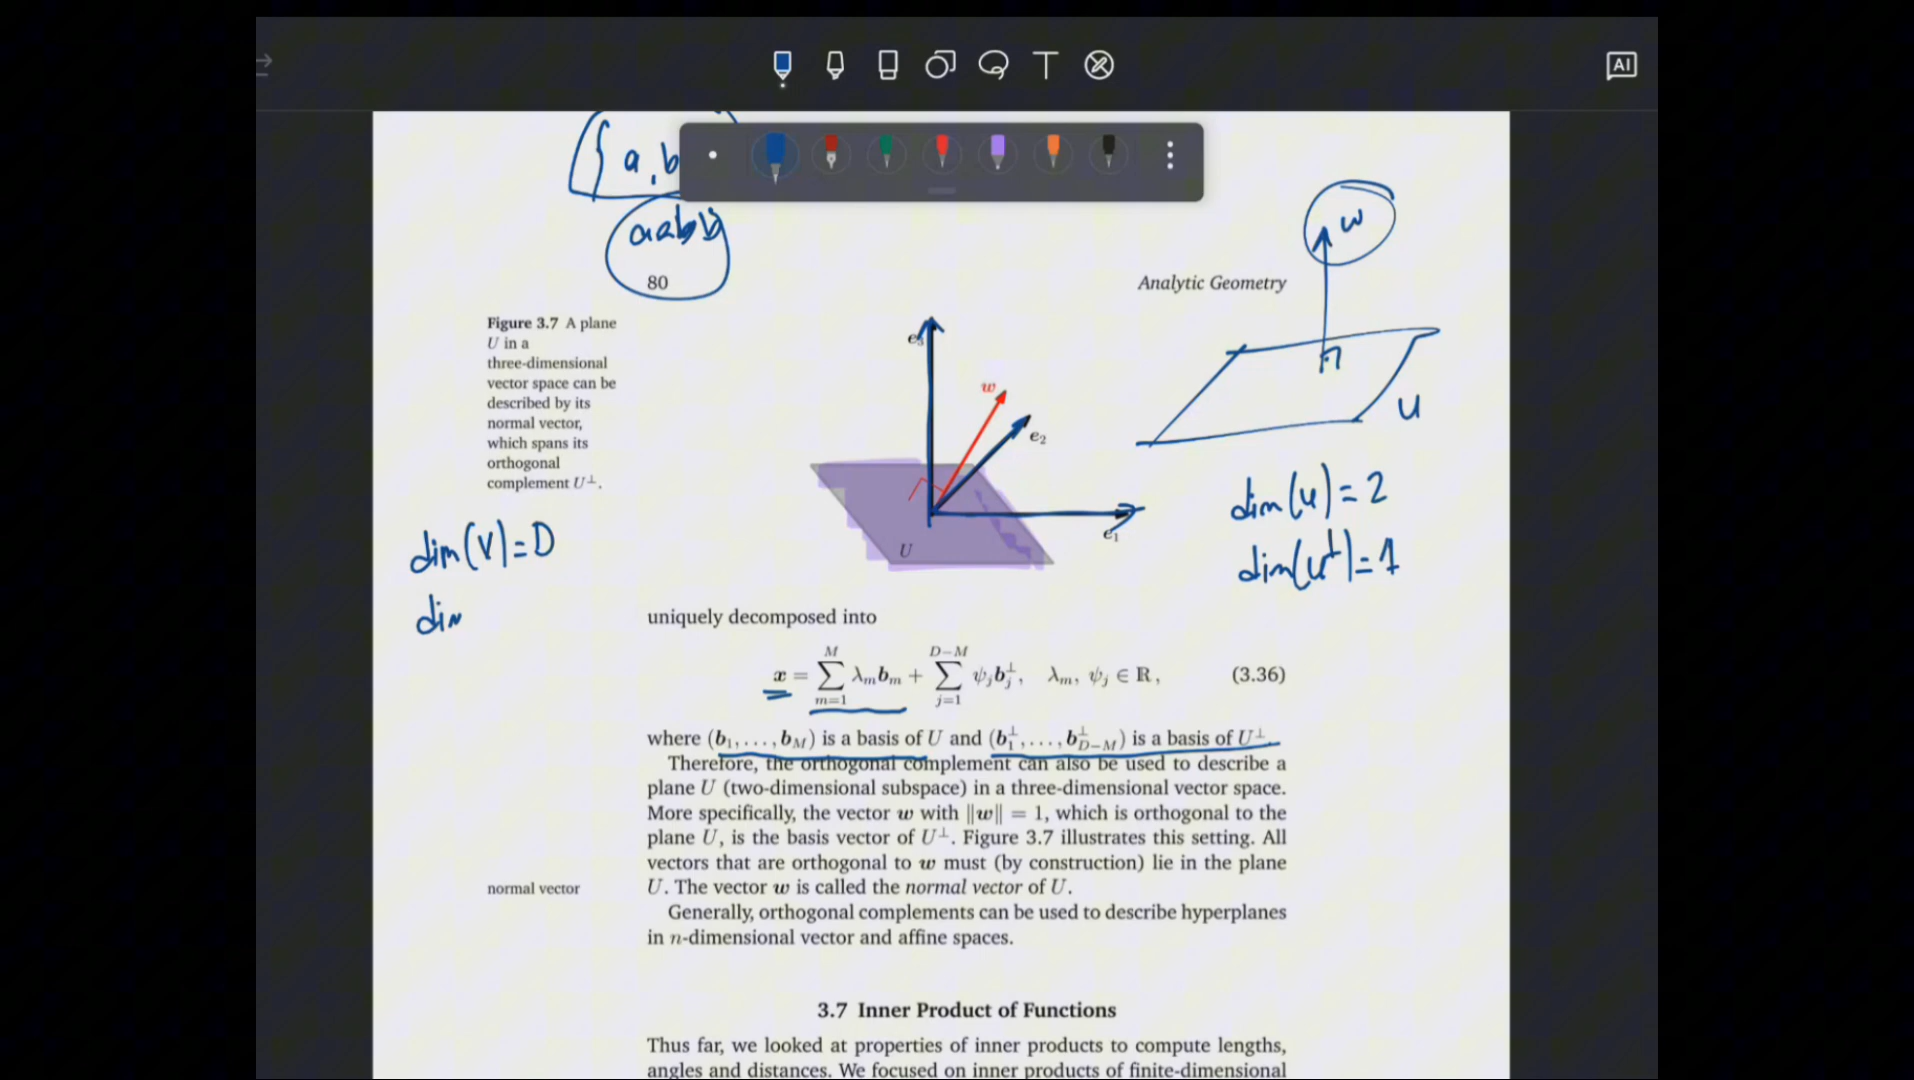 AI
{ a, b
aabb
w
80
Analytic Geometry
Figure 3.7 A plane
U in a
three-dimensional
vector space can be
described by its
normal vector,
which spans its
orthogonal
complement U⊥.
e3
w
e2
e1
U
U
dim(U)=2
dim(U⊥)=1
dim(V)=D
dim
uniquely decomposed into
x = ∑_{m=1}^{M} λ_m b_m + ∑_{j=1}^{D−M} ψ_j b_j^⊥, λ_m, ψ_j ∈ ℝ, (3.36)
where (b_1, . . . , b_M) is a basis of U and (b_1^⊥, . . . , b_{D−M}^⊥) is a basis of U⊥.
Therefore, the orthogonal complement can also be used to describe a
plane U (two-dimensional subspace) in a three-dimensional vector space.
More specifically, the vector w with ‖w‖ = 1, which is orthogonal to the
plane U, is the basis vector of U⊥. Figure 3.7 illustrates this setting. All
vectors that are orthogonal to w must (by construction) lie in the plane
normal vector
U. The vector w is called the normal vector of U.
Generally, orthogonal complements can be used to describe hyperplanes
in n-dimensional vector and affine spaces.
3.7 Inner Product of Functions
Thus far, we looked at properties of inner products to compute lengths,
angles and distances. We focused on inner products of finite-dimensional